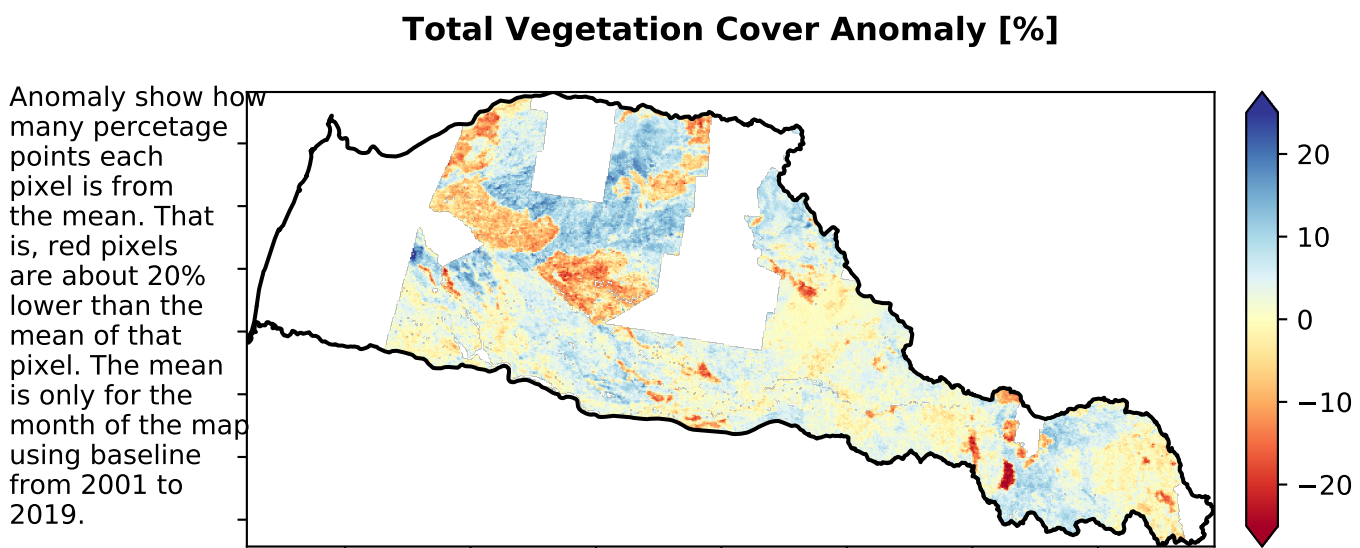 Total Vegetation Cover Anomaly [%]
Anomaly show how
many percetage
points each
pixel is from
the mean. That
is, red pixels
are about 20%
lower than the
mean of that
pixel. The mean
is only for the
month of the map
using baseline
from 2001 to
2019.
20
10
0
−10
−20